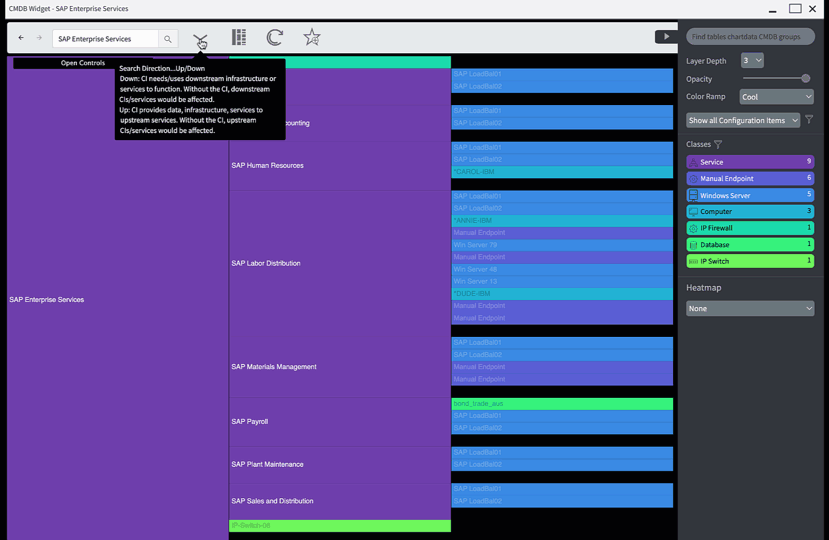 CMDB Widget - SAP Enterprise Services
SAP Enterprise Services
Find tables chartdata CMDB groups
Open Controls
Search Direction...Up/Down
Down: CI needs/uses downstream infrastructure or
services to function. Without the CI, downstream
CIs/services would be affected.
Up: CI provides data, infrastructure, services to
upstream services. Without the CI, upstream
CIs/services would be affected.
SAP Enterprise Services
counting
SAP Human Resources
SAP Labor Distribution
SAP Materials Management
SAP Payroll
SAP Plant Maintenance
SAP Sales and Distribution
IP-Switch-06
SAP LoadBal01
SAP LoadBal02
SAP LoadBal01
SAP LoadBal02
SAP LoadBal01
SAP LoadBal02
*CAROL-IBM
SAP LoadBal01
SAP LoadBal02
*ANNIE-IBM
Manual Endpoint
Win Server 79
Manual Endpoint
Win Server 48
Win Server 13
*DUDE-IBM
Manual Endpoint
Manual Endpoint
SAP LoadBal01
SAP LoadBal02
Manual Endpoint
Manual Endpoint
bond_trade_aus
SAP LoadBal01
SAP LoadBal02
SAP LoadBal01
SAP LoadBal02
SAP LoadBal01
SAP LoadBal02
Layer Depth 3
Opacity
Color Ramp Cool
Show all Configuration Items
Classes
Service 9
Manual Endpoint 6
Windows Server 5
Computer 3
IP Firewall 1
Database 1
IP Switch 1
Heatmap
None